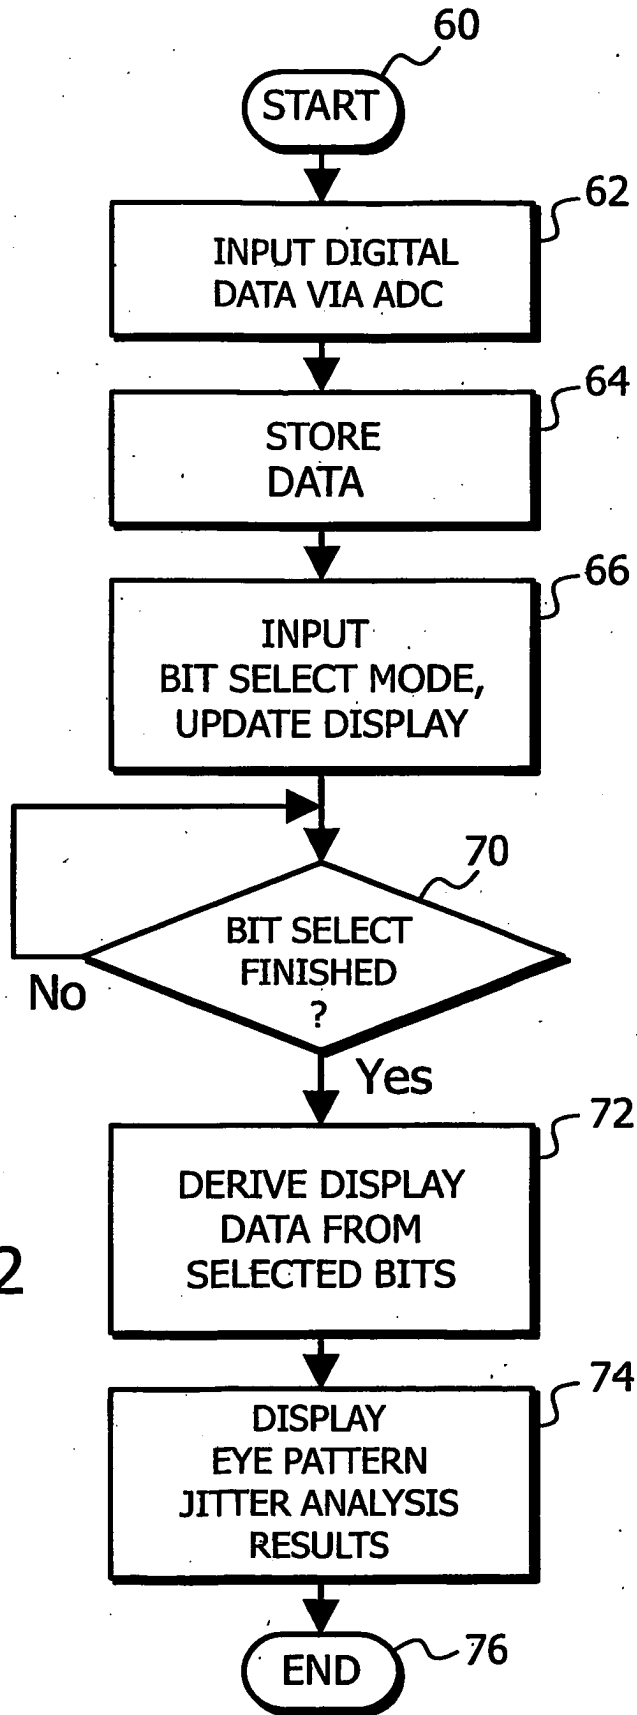 60
START
62
INPUT DIGITAL
DATA VIA ADC
64
STORE
DATA
66
INPUT
BIT SELECT MODE,
UPDATE DISPLAY
70
BIT SELECT
FINISHED
?
No
Yes
72
DERIVE DISPLAY
DATA FROM
SELECTED BITS
2
74
DISPLAY
EYE PATTERN
JITTER ANALYSIS
RESULTS
END
76